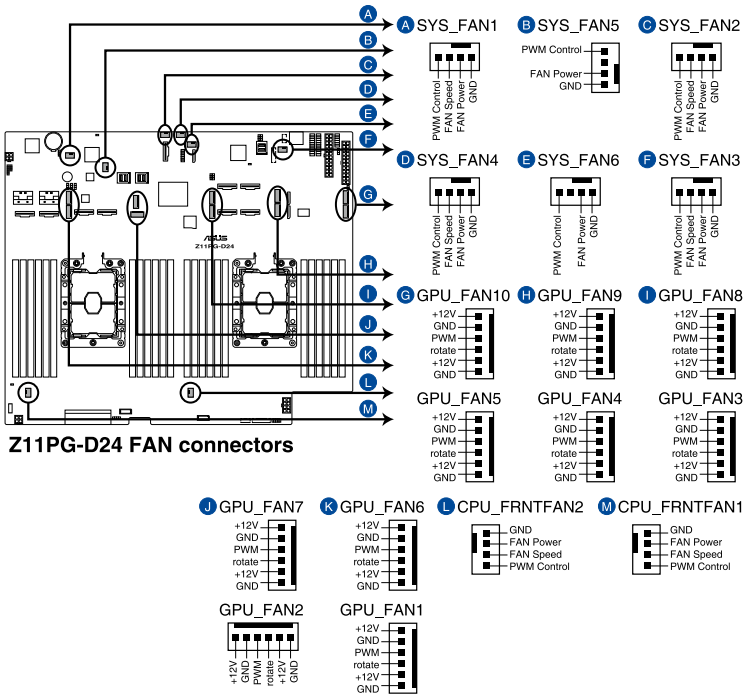 A
B
C
D
E
F
G
H
I
J
K
L
M
ASUS
Z11PG-D24
Z11PG-D24 FAN connectors
A SYS_FAN1
PWM Control
FAN Speed
FAN Power
GND
B SYS_FAN5
PWM Control
FAN Power
GND
C SYS_FAN2
PWM Control
FAN Speed
FAN Power
GND
D SYS_FAN4
PWM Control
FAN Speed
FAN Power
GND
E SYS_FAN6
PWM Control
FAN Power
GND
F SYS_FAN3
PWM Control
FAN Speed
FAN Power
GND
G GPU_FAN10
+12V
GND
PWM
rotate
+12V
GND
H GPU_FAN9
+12V
GND
PWM
rotate
+12V
GND
I GPU_FAN8
+12V
GND
PWM
rotate
+12V
GND
GPU_FAN5
+12V
GND
PWM
rotate
+12V
GND
GPU_FAN4
+12V
GND
PWM
rotate
+12V
GND
GPU_FAN3
+12V
GND
PWM
rotate
+12V
GND
J GPU_FAN7
+12V
GND
PWM
rotate
+12V
GND
K GPU_FAN6
+12V
GND
PWM
rotate
+12V
GND
L CPU_FRNTFAN2
GND
FAN Power
FAN Speed
PWM Control
M CPU_FRNTFAN1
GND
FAN Power
FAN Speed
PWM Control
GPU_FAN2
+12V
GND
PWM
rotate
+12V
GND
GPU_FAN1
+12V
GND
PWM
rotate
+12V
GND